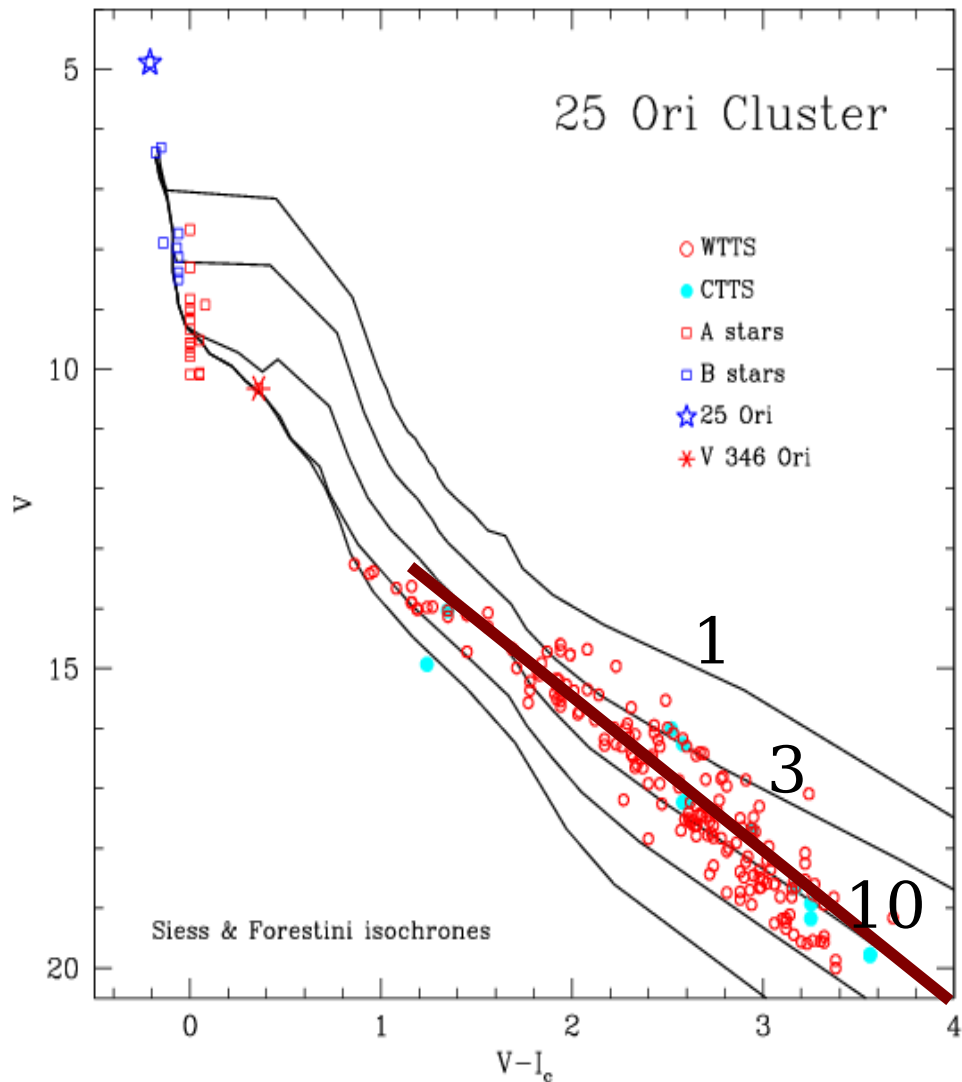 25 Ori Cluster
WTTS
CTTS
A stars
B stars
25 Ori
V 346 Ori
1
3
10
Siess & Forestini isochrones
5
10
15
20
V
0
1
2
3
4
V-I_c